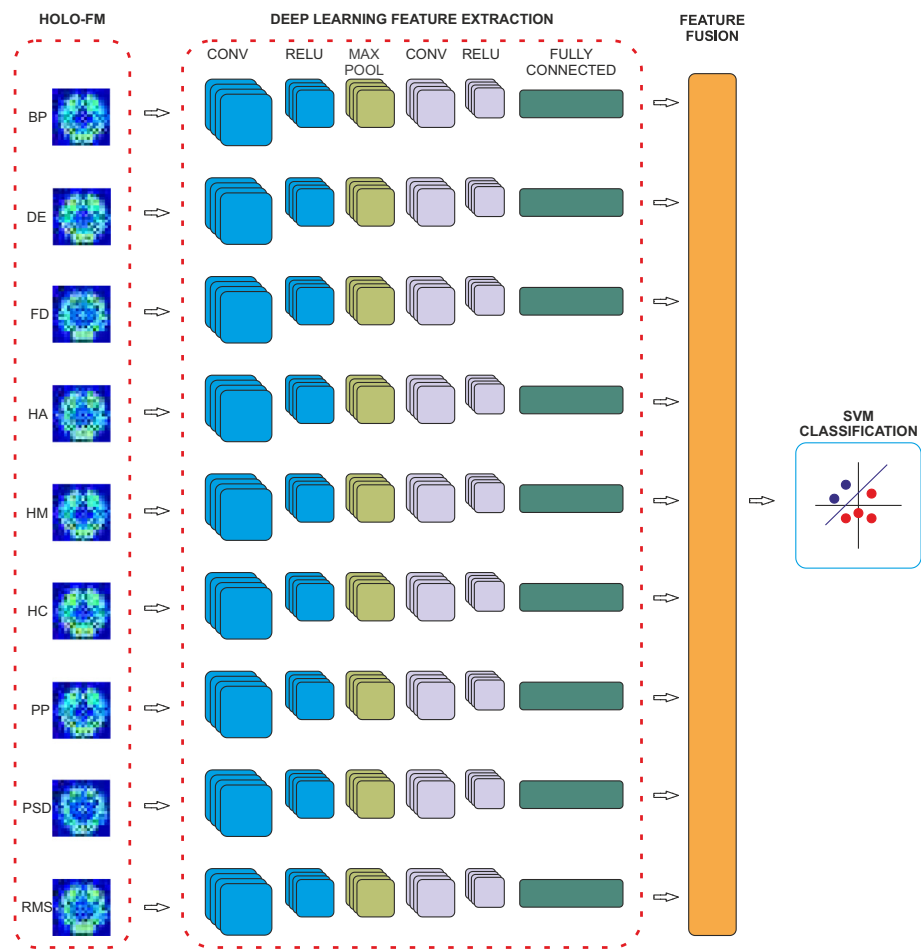 HOLO-FM
DEEP LEARNING FEATURE EXTRACTION
FEATURE
FUSION
CONV
RELU
MAX
POOL
CONV
RELU
FULLY
CONNECTED
BP
DE
FD
HA
HM
HC
PP
PSD
RMS
SVM
CLASSIFICATION